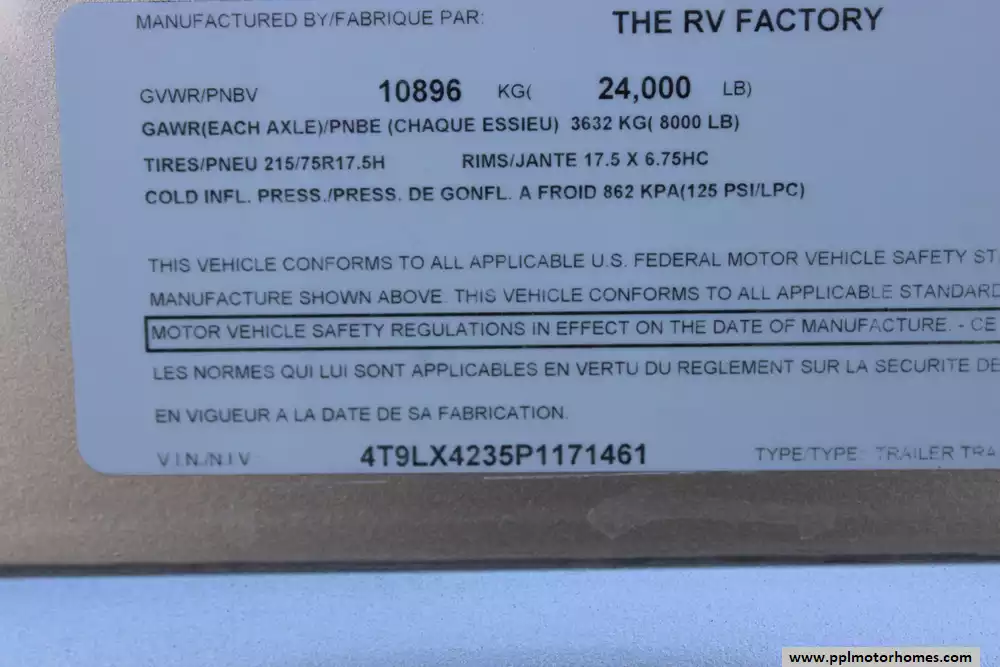 MANUFACTURED BY/FABRIQUE PAR: THE RV FACTORY
GVWR/PNBV 10896 KG( 24,000 LB)
GAWR(EACH AXLE)/PNBE (CHAQUE ESSIEU) 3632 KG( 8000 LB)
TIRES/PNEU 215/75R17.5H RIMS/JANTE 17.5 X 6.75HC
COLD INFL. PRESS./PRESS. DE GONFL. A FROID 862 KPA(125 PSI/LPC)
THIS VEHICLE CONFORMS TO ALL APPLICABLE U.S. FEDERAL MOTOR VEHICLE SAFETY ST
MANUFACTURE SHOWN ABOVE. THIS VEHICLE CONFORMS TO ALL APPLICABLE STANDARD
MOTOR VEHICLE SAFETY REGULATIONS IN EFFECT ON THE DATE OF MANUFACTURE. - CE
LES NORMES QUI LUI SONT APPLICABLES EN VERTU DU REGLEMENT SUR LA SECURITE DE
EN VIGUEUR A LA DATE DE SA FABRICATION.
V.I.N./N.I.V 4T9LX4235P1171461 TYPE/TYPE: TRAILER TRA
www.pplmotorhomes.com